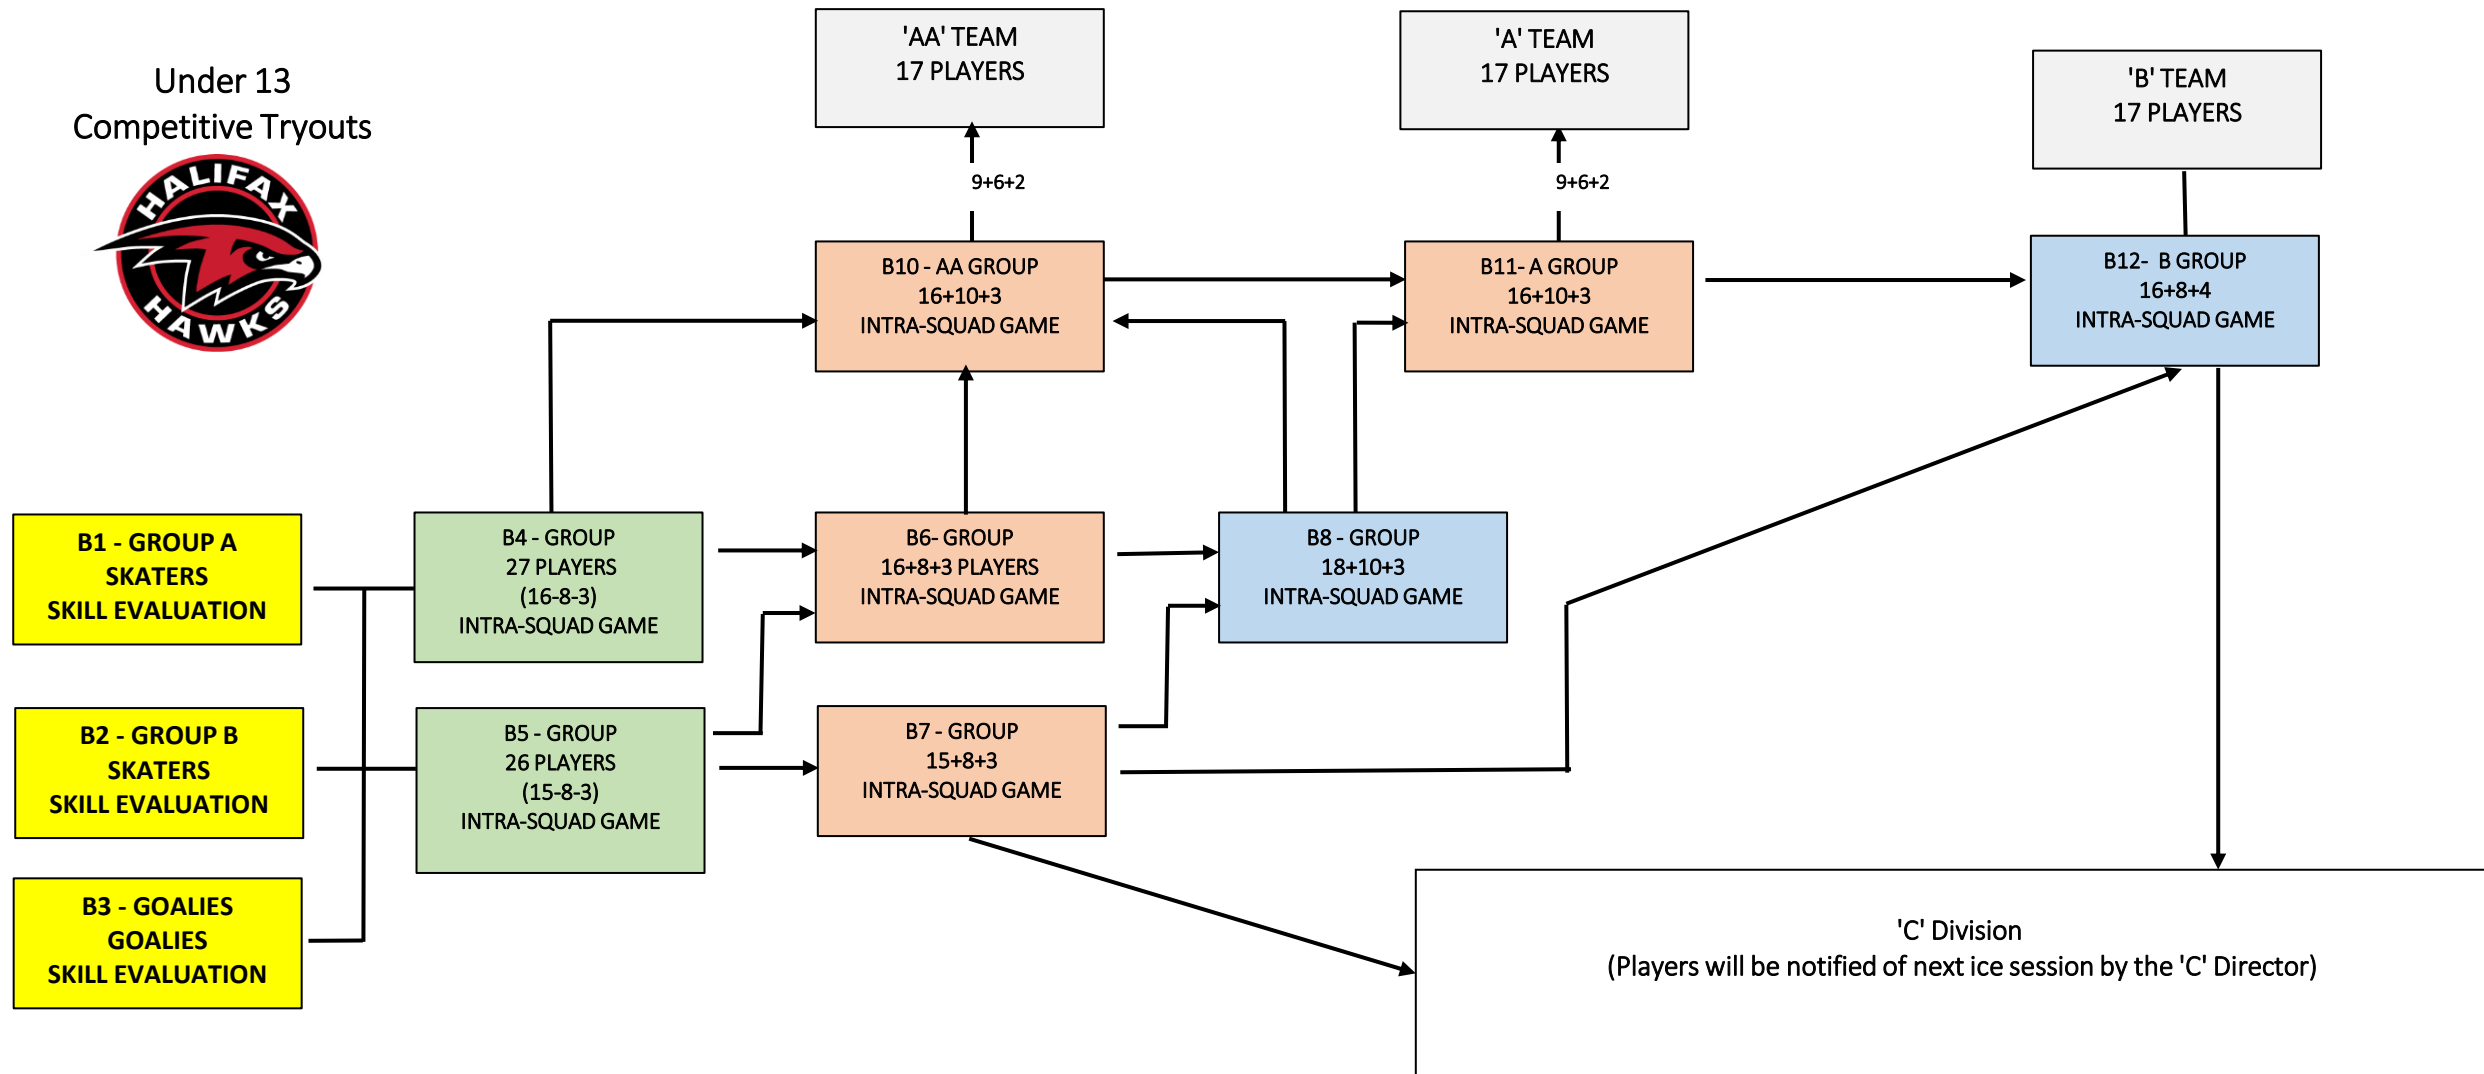 Under 13
Competitive Tryouts
HALIFAX
HAWKS
'AA' TEAM
17 PLAYERS
'A' TEAM
17 PLAYERS
'B' TEAM
17 PLAYERS
9+6+2
9+6+2
B10 - AA GROUP
16+10+3
INTRA-SQUAD GAME
B11- A GROUP
16+10+3
INTRA-SQUAD GAME
B12-  B GROUP
16+8+4
INTRA-SQUAD GAME
B1 - GROUP A
SKATERS
SKILL EVALUATION
B4 - GROUP
27 PLAYERS
(16-8-3)
INTRA-SQUAD GAME
B6- GROUP
16+8+3 PLAYERS
INTRA-SQUAD GAME
B8 - GROUP
18+10+3
INTRA-SQUAD GAME
B2 - GROUP B
SKATERS
SKILL EVALUATION
B5 - GROUP
26 PLAYERS
(15-8-3)
INTRA-SQUAD GAME
B7 - GROUP
15+8+3
INTRA-SQUAD GAME
B3 - GOALIES
GOALIES
SKILL EVALUATION
'C' Division
(Players will be notified of next ice session by the 'C' Director)